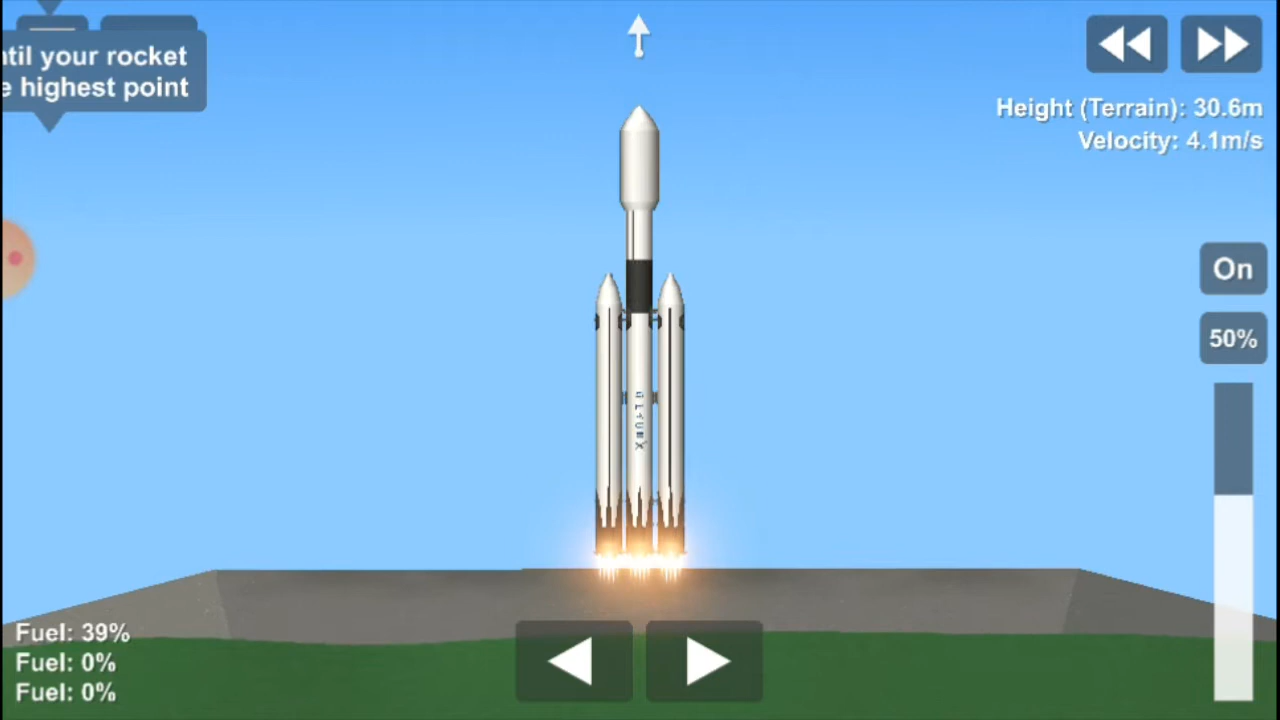 ntil your rocket
e highest point
Height (Terrain): 30.6m
Velocity: 4.1m/s
On
50%
Fuel: 39%
Fuel: 0%
Fuel: 0%